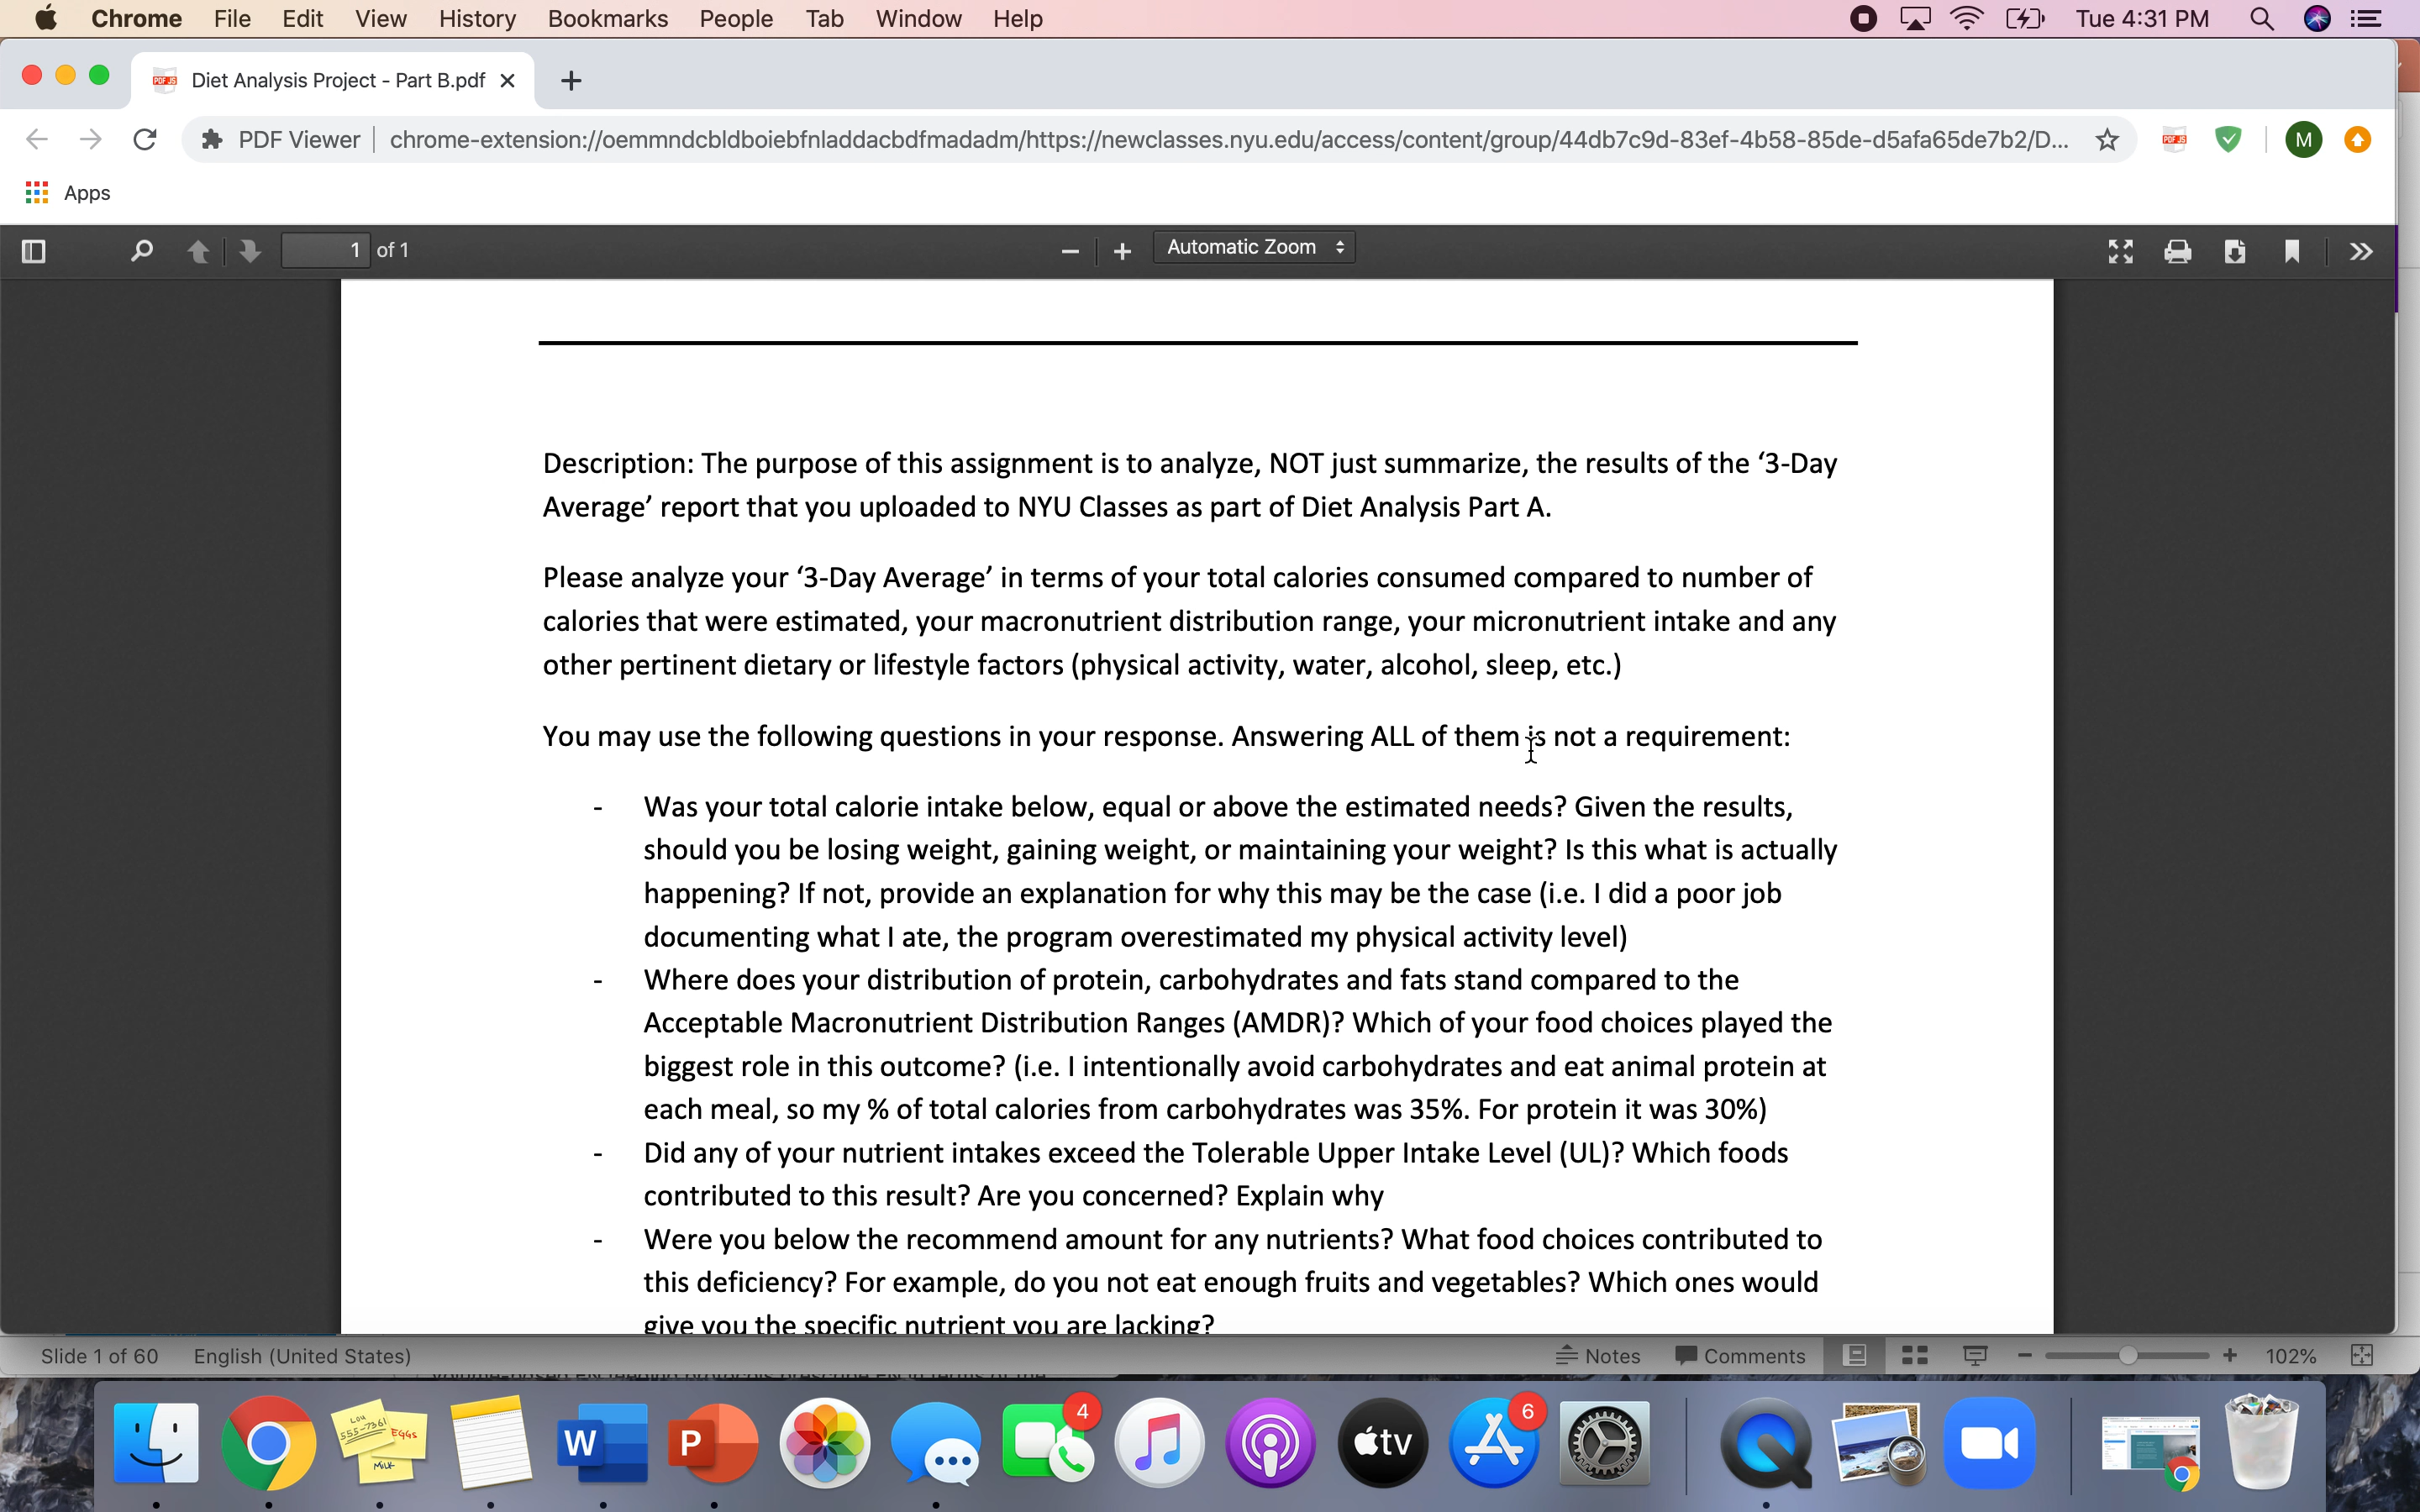 Chrome File Edit View History Bookmarks People Tab Window Help Tue 4:31 PM
Diet Analysis Project - Part B.pdf
PDF Viewer chrome-extension://oemmndcbldboiebfnladdacbdfmadadm/https://newclasses.nyu.edu/access/content/group/44db7c9d-83ef-4b58-85de-d5afa65de7b2/D... M
Apps
1 of 1 Automatic Zoom
Description: The purpose of this assignment is to analyze, NOT just summarize, the results of the ‘3-Day
Average’ report that you uploaded to NYU Classes as part of Diet Analysis Part A.
Please analyze your ‘3-Day Average’ in terms of your total calories consumed compared to number of
calories that were estimated, your macronutrient distribution range, your micronutrient intake and any
other pertinent dietary or lifestyle factors (physical activity, water, alcohol, sleep, etc.)
You may use the following questions in your response. Answering ALL of them is not a requirement:
- Was your total calorie intake below, equal or above the estimated needs? Given the results,
should you be losing weight, gaining weight, or maintaining your weight? Is this what is actually
happening? If not, provide an explanation for why this may be the case (i.e. I did a poor job
documenting what I ate, the program overestimated my physical activity level)
- Where does your distribution of protein, carbohydrates and fats stand compared to the
Acceptable Macronutrient Distribution Ranges (AMDR)? Which of your food choices played the
biggest role in this outcome? (i.e. I intentionally avoid carbohydrates and eat animal protein at
each meal, so my % of total calories from carbohydrates was 35%. For protein it was 30%)
- Did any of your nutrient intakes exceed the Tolerable Upper Intake Level (UL)? Which foods
contributed to this result? Are you concerned? Explain why
- Were you below the recommend amount for any nutrients? What food choices contributed to
this deficiency? For example, do you not eat enough fruits and vegetables? Which ones would
give you the specific nutrient you are lacking?
Slide 1 of 60 English (United States) Notes Comments 102%
Lou
555-7361
EGGs
MiLK
W
P
4
tv
6